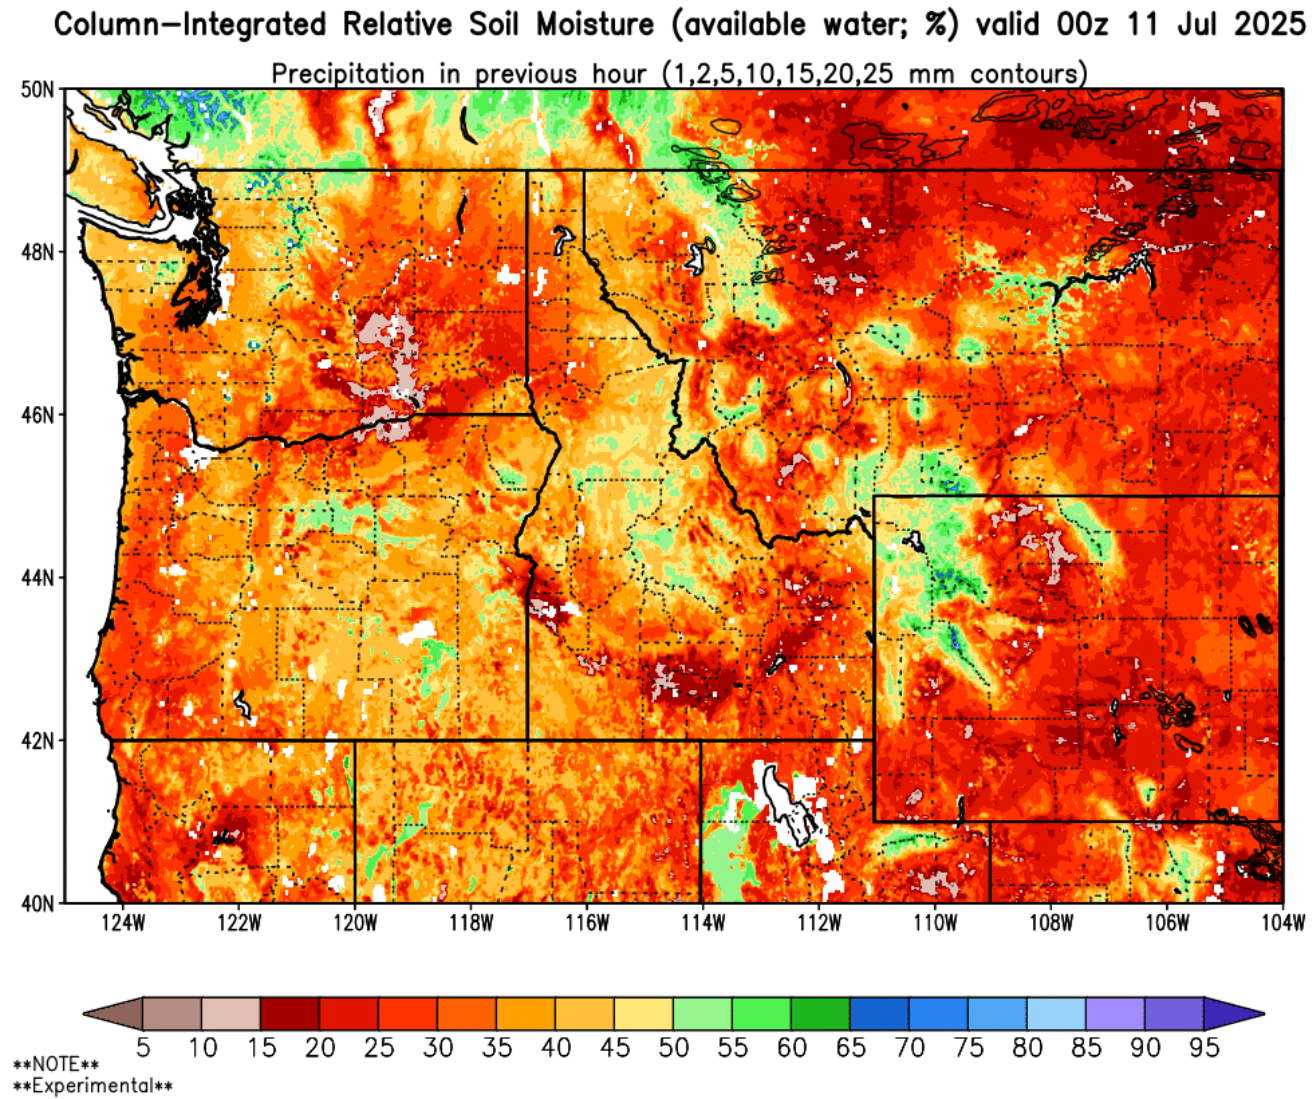 Column-Integrated Relative Soil Moisture (available water; %) valid 00z 11 Jul 2025
Precipitation in previous hour (1,2,5,10,15,20,25 mm contours)
50N
48N
46N
44N
42N
40N
124W 122W 120W 118W 116W 114W 112W 110W 108W 106W 104W
5 10 15 20 25 30 35 40 45 50 55 60 65 70 75 80 85 90 95
**NOTE**
**Experimental**